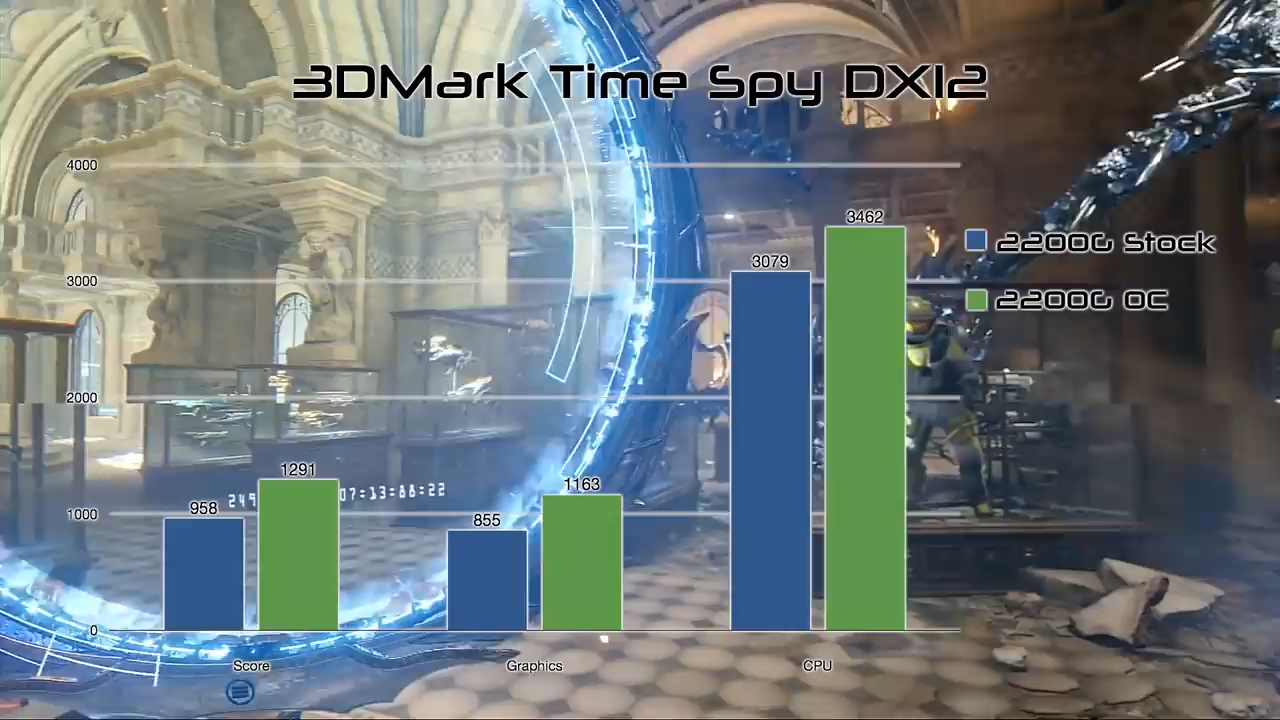 3DMark Time Spy DX12
4000
3462
2200G Stock
3079
3000
2200G OC
2000
1291
1163
958
1000
855
0
Score
Graphics
CPU